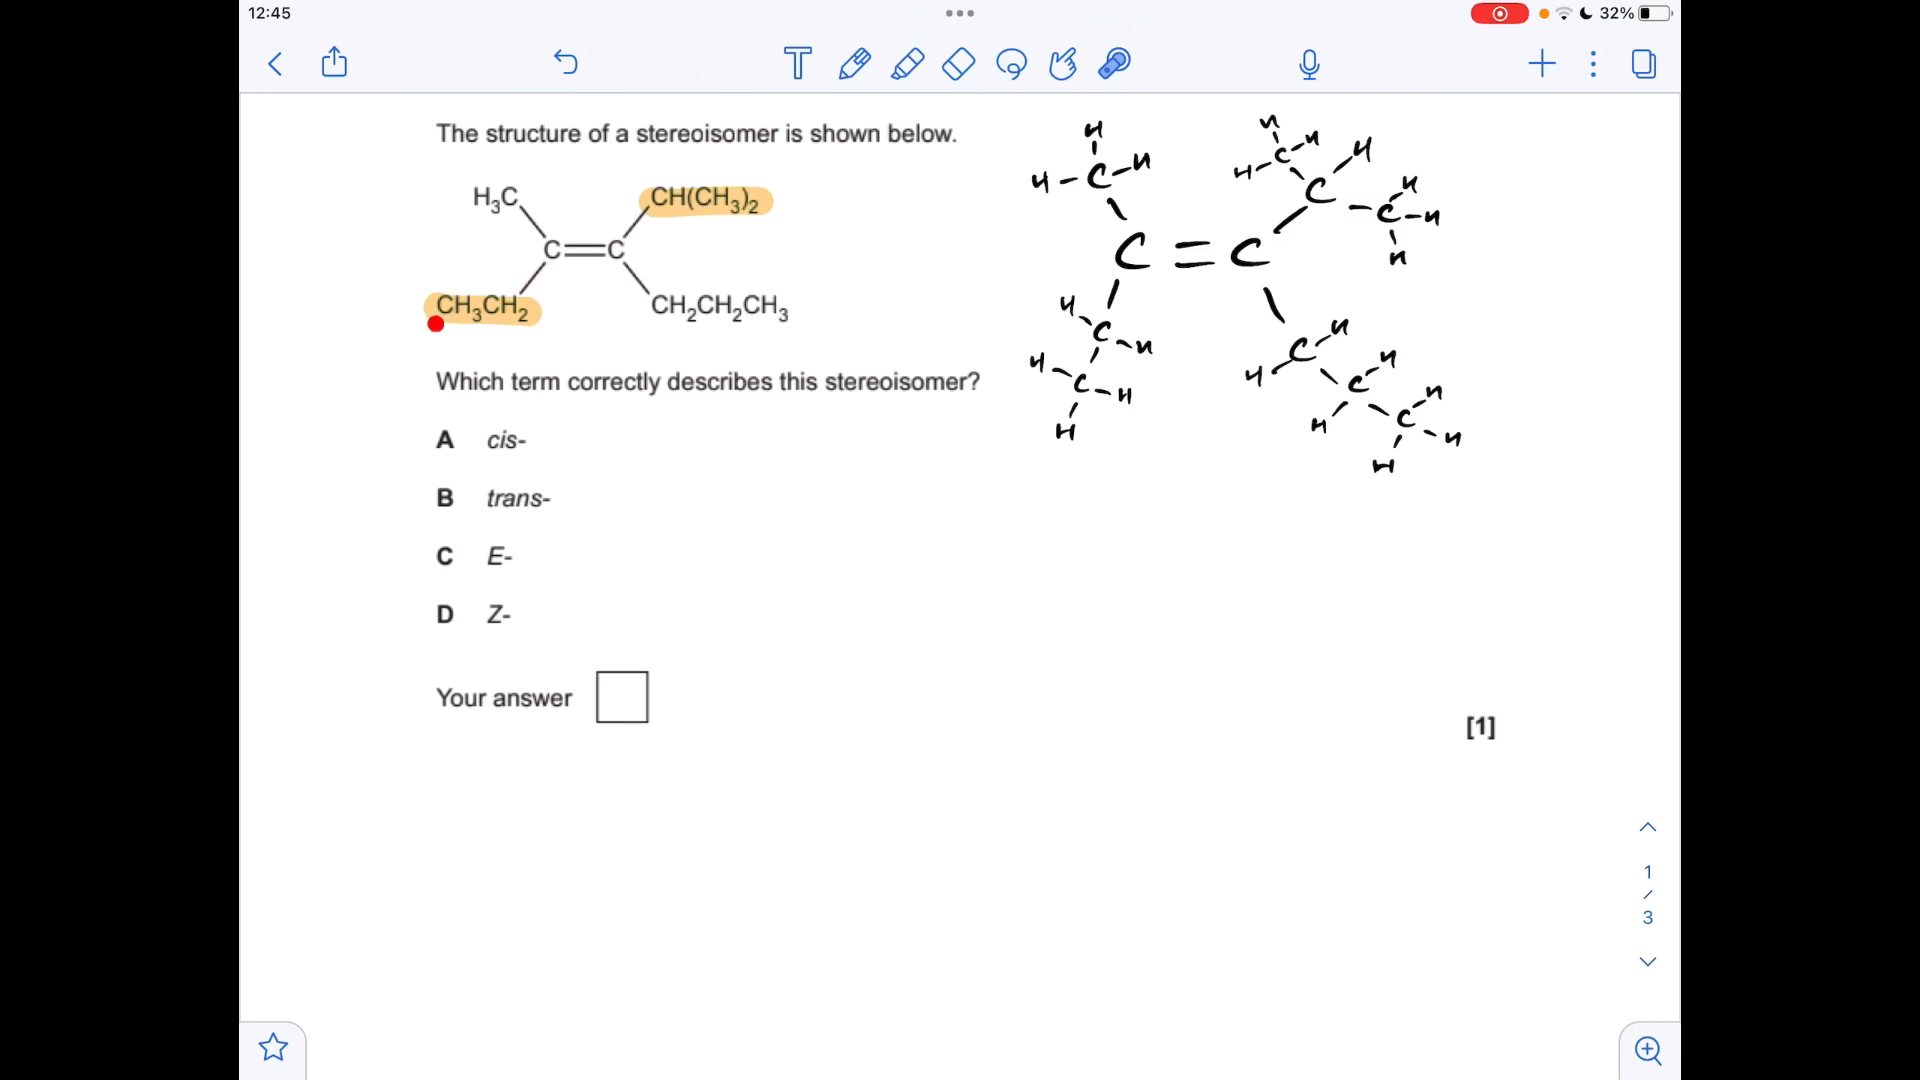 12:45
32%
The structure of a stereoisomer is shown below.
H₃C
CH(CH₃)₂
C
C
CH₃CH₂
CH₂CH₂CH₃
Which term correctly describes this stereoisomer?
A cis-
B trans-
C E-
D Z-
Your answer
[1]
H
H - C - H
H
H - C - H
H
C
H
C - H
H
C = C
H
C - H
H
C - H
H
H
C
H
H
C
H
H
C
H
H
1
/
3